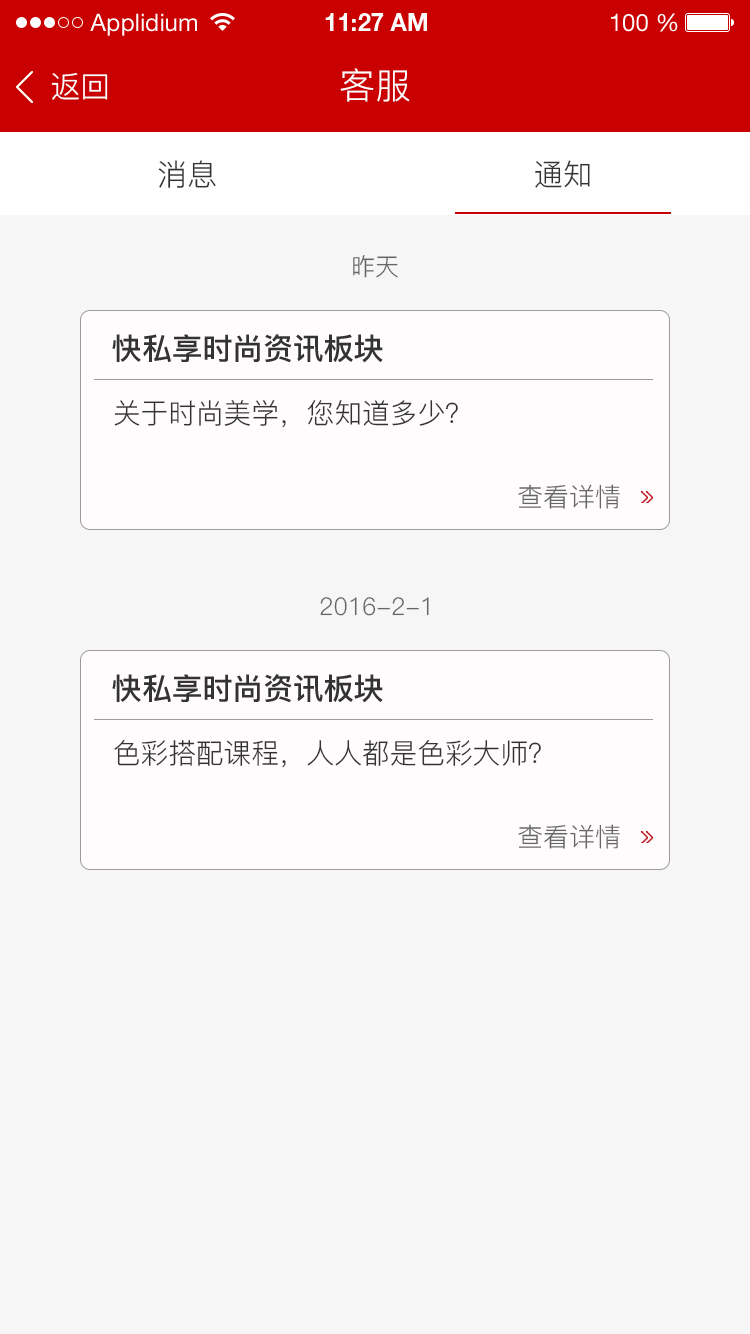 Applidium 11:27 AM 100 %
返回 客服
消息 通知
昨天
快私享时尚资讯板块
关于时尚美学，您知道多少？
查看详情 »
2016-2-1
快私享时尚资讯板块
色彩搭配课程，人人都是色彩大师？
查看详情 »